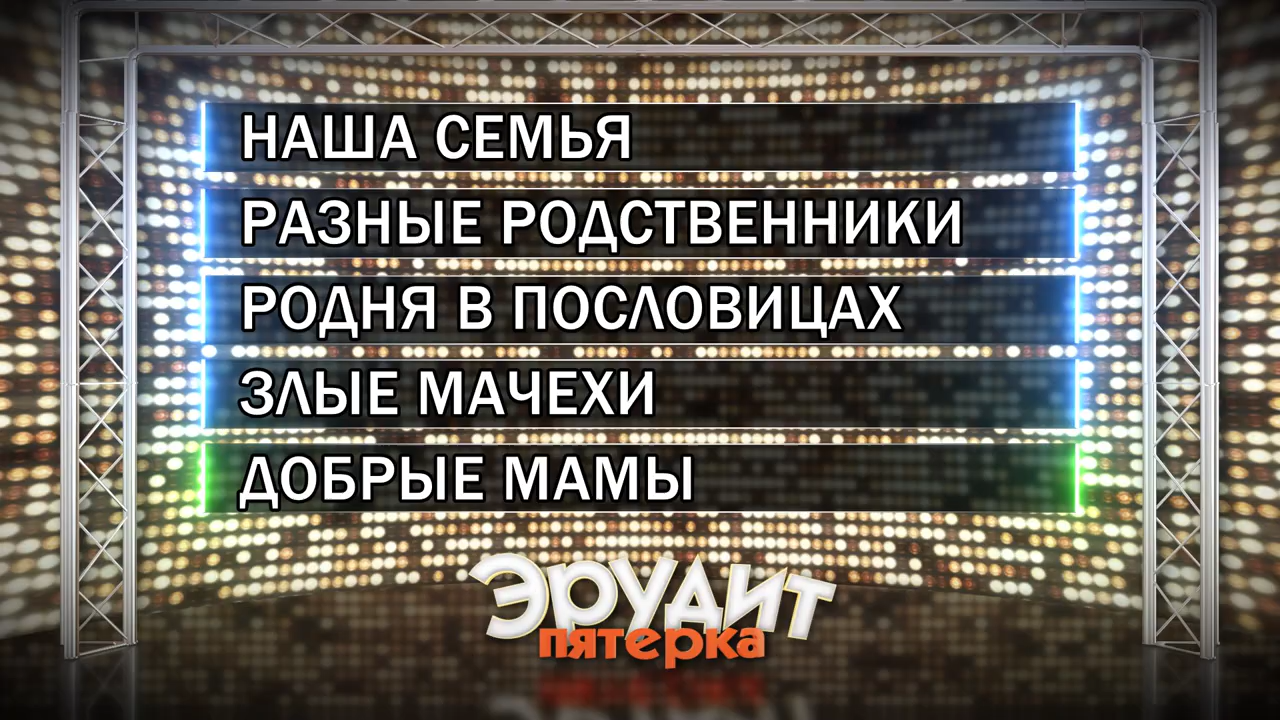 НАША СЕМЬЯ
РАЗНЫЕ РОДСТВЕННИКИ
РОДНЯ В ПОСЛОВИЦАХ
ЗЛЫЕ МАЧЕХИ
ДОБРЫЕ МАМЫ
Эрудит
пятерка